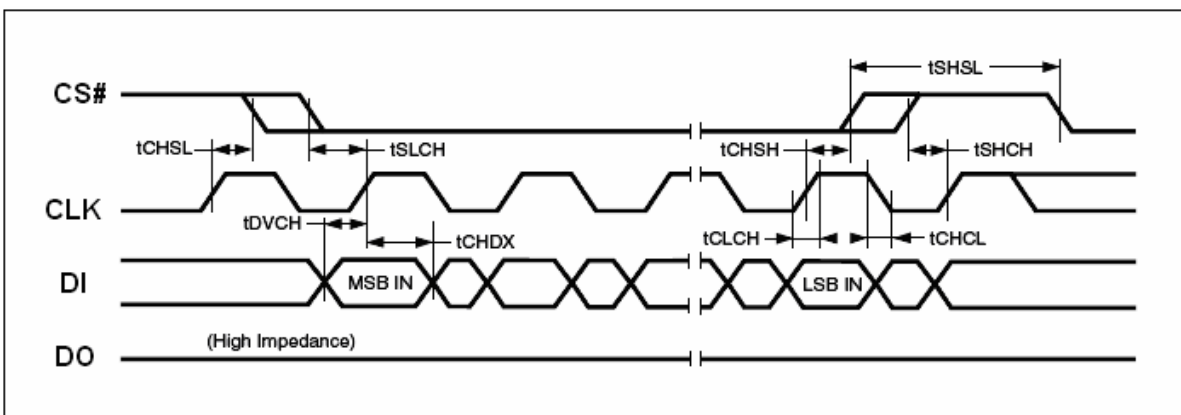 tSHSL
CS#
tCHSL
tSLCH
tCHSH
tSHCH
CLK
tDVCH
tCHDX
tCLCH
tCHCL
DI
MSB IN
LSB IN
(High Impedance)
DO